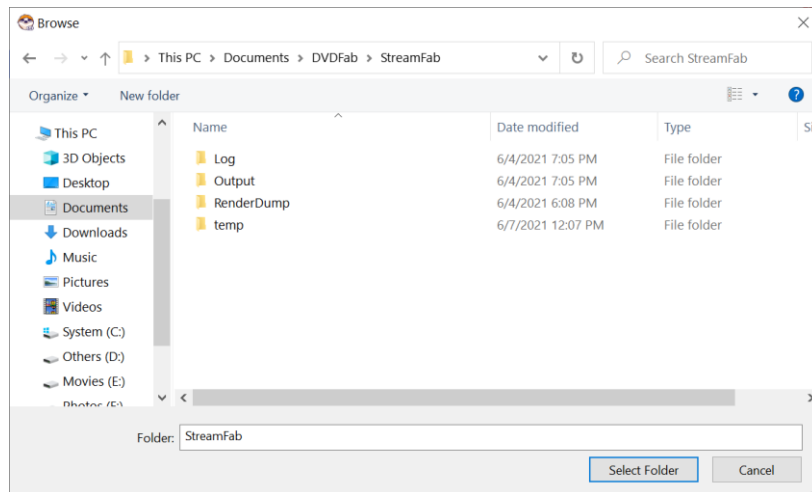 Browse
This PC > Documents > DVDFab > StreamFab
Search StreamFab
Organize
New folder
Name
Date modified
Type
This PC
3D Objects
Desktop
Documents
Downloads
Music
Pictures
Videos
System (C:)
Others (D:)
Movies (E:)
Log 6/4/2021 7:05 PM File folder
Output 6/4/2021 7:05 PM File folder
RenderDump 6/4/2021 6:08 PM File folder
temp 6/7/2021 12:07 PM File folder
Folder: StreamFab
Select Folder
Cancel